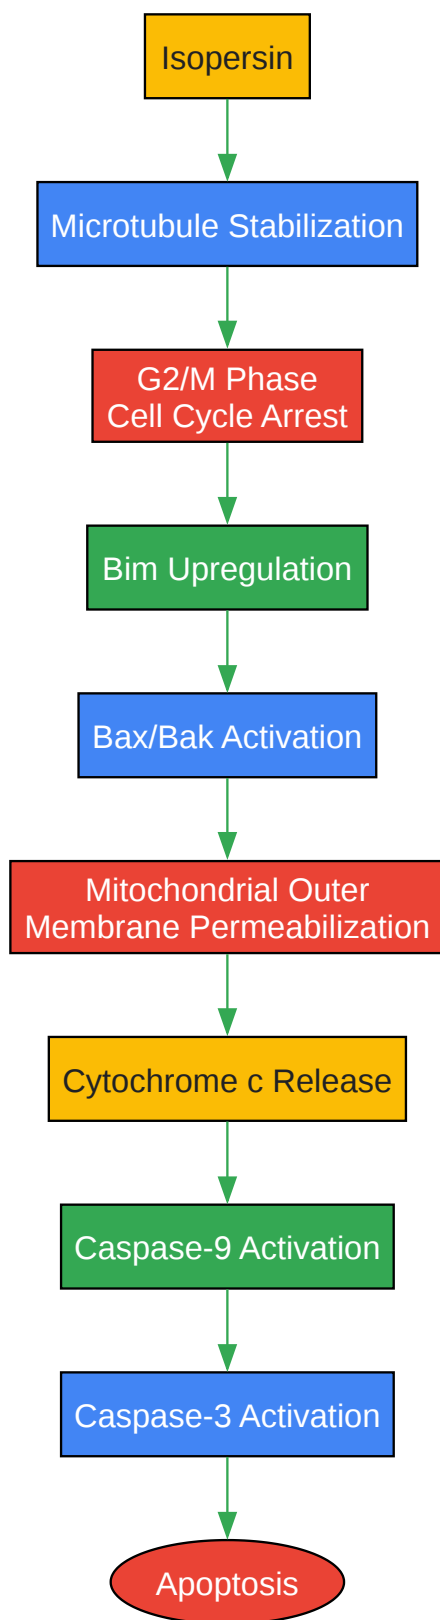 Isopersin
Microtubule Stabilization
G2/M Phase
Cell Cycle Arrest
Bim Upregulation
Bax/Bak Activation
Mitochondrial Outer
Membrane Permeabilization
Cytochrome c Release
Caspase-9 Activation
Caspase-3 Activation
Apoptosis